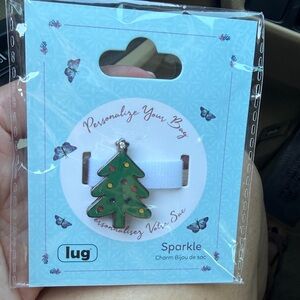 Personalize Your Bag
Personnalisez Votre Sac
lug
Sparkle
Charm Bijou de sac